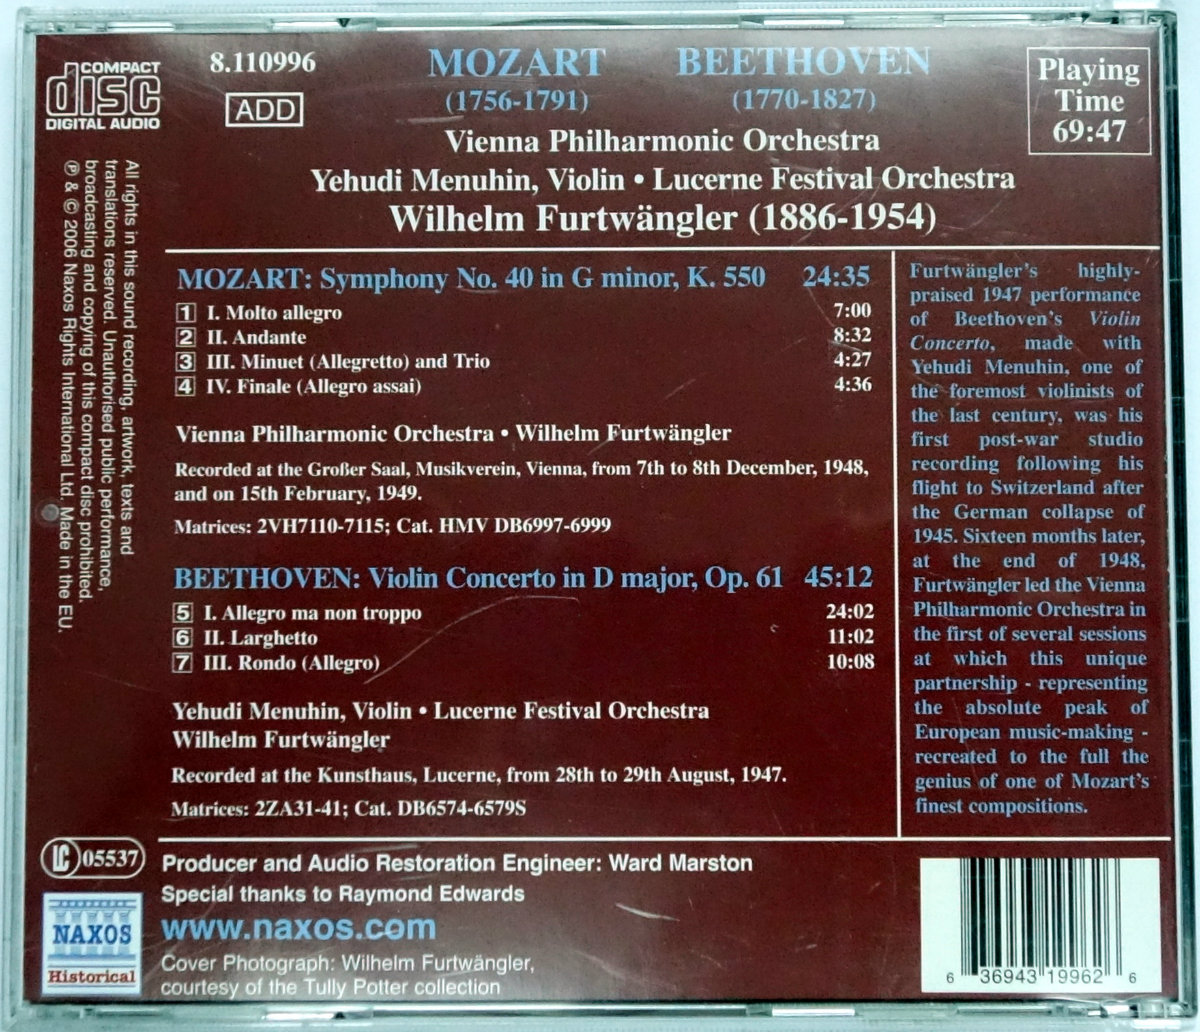 COMPACT
disc
DIGITAL AUDIO
8.110996
ADD
MOZART
(1756-1791)
BEETHOVEN
(1770-1827)
Playing
Time
69:47
Vienna Philharmonic Orchestra
Yehudi Menuhin, Violin • Lucerne Festival Orchestra
Wilhelm Furtwängler (1886-1954)
All rights in this sound recording, artwork, texts and
translations reserved. Unauthorised public performance,
broadcasting and copying of this compact disc prohibited.
℗ & © 2006 Naxos Rights International Ltd. Made in the EU.
MOZART: Symphony No. 40 in G minor, K. 550 24:35
1 I. Molto allegro 7:00
2 II. Andante 8:32
3 III. Minuet (Allegretto) and Trio 4:27
4 IV. Finale (Allegro assai) 4:36
Vienna Philharmonic Orchestra • Wilhelm Furtwängler
Recorded at the Großer Saal, Musikverein, Vienna, from 7th to 8th December, 1948,
and on 15th February, 1949.
Matrices: 2VH7110-7115; Cat. HMV DB6997-6999
BEETHOVEN: Violin Concerto in D major, Op. 61 45:12
5 I. Allegro ma non troppo 24:02
6 II. Larghetto 11:02
7 III. Rondo (Allegro) 10:08
Yehudi Menuhin, Violin • Lucerne Festival Orchestra
Wilhelm Furtwängler
Recorded at the Kunsthaus, Lucerne, from 28th to 29th August, 1947.
Matrices: 2ZA31-41; Cat. DB6574-6579S
Furtwängler's highly-
praised 1947 performance
of Beethoven's Violin
Concerto, made with
Yehudi Menuhin, one of
the foremost violinists of
the last century, was his
first post-war studio
recording following his
flight to Switzerland after
the German collapse of
1945. Sixteen months later,
at the end of 1948,
Furtwängler led the Vienna
Philharmonic Orchestra in
the first of several sessions
at which this unique
partnership - representing
the absolute peak of
European music-making -
recreated to the full the
genius of one of Mozart's
finest compositions.
LC 05537
Producer and Audio Restoration Engineer: Ward Marston
Special thanks to Raymond Edwards
www.naxos.com
Cover Photograph: Wilhelm Furtwängler,
courtesy of the Tully Potter collection
NAXOS
Historical
6 36943 19962 6